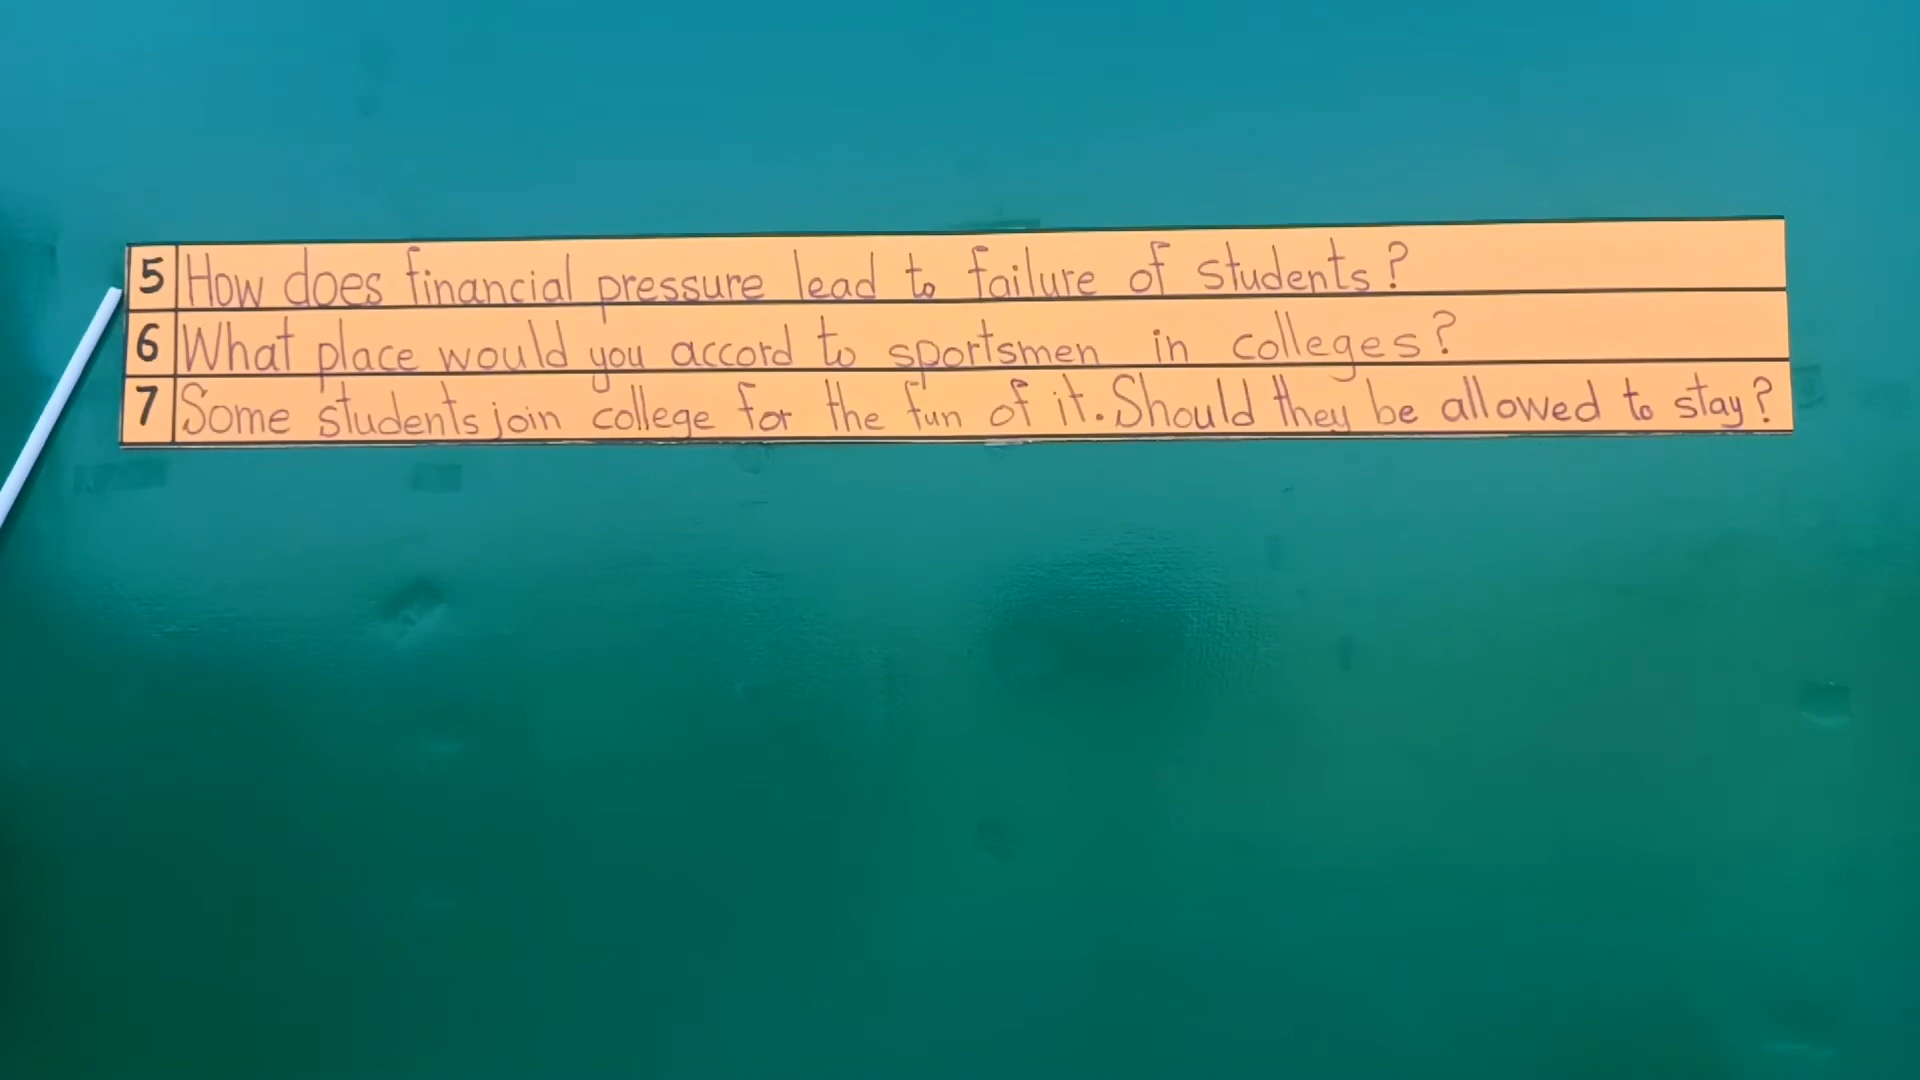 5 How does financial pressure lead to failure of students?
6 What place would you accord to sportsmen in colleges?
7 Some students join college for the fun of it. Should they be allowed to stay?